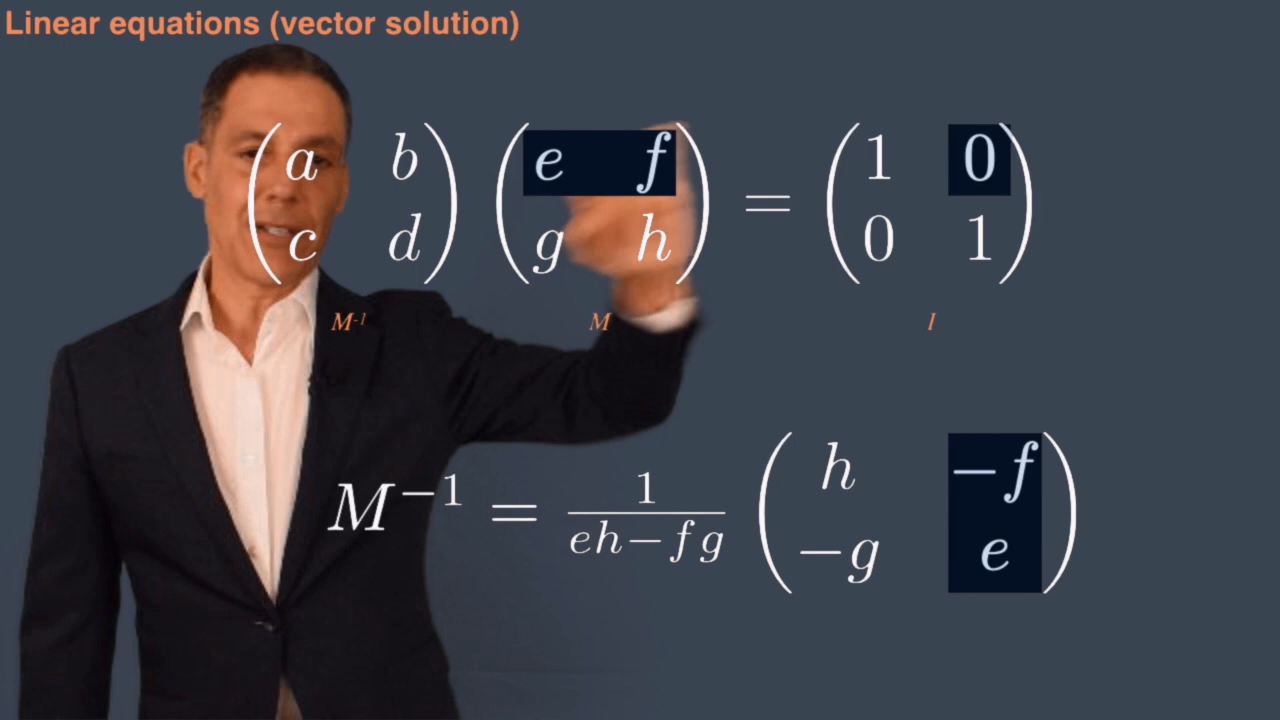 Linear equations (vector solution)
a b e f = 1 0
c d g h 0 1
M-1 M I
M−1 = 1 h −f
eh−fg −g e